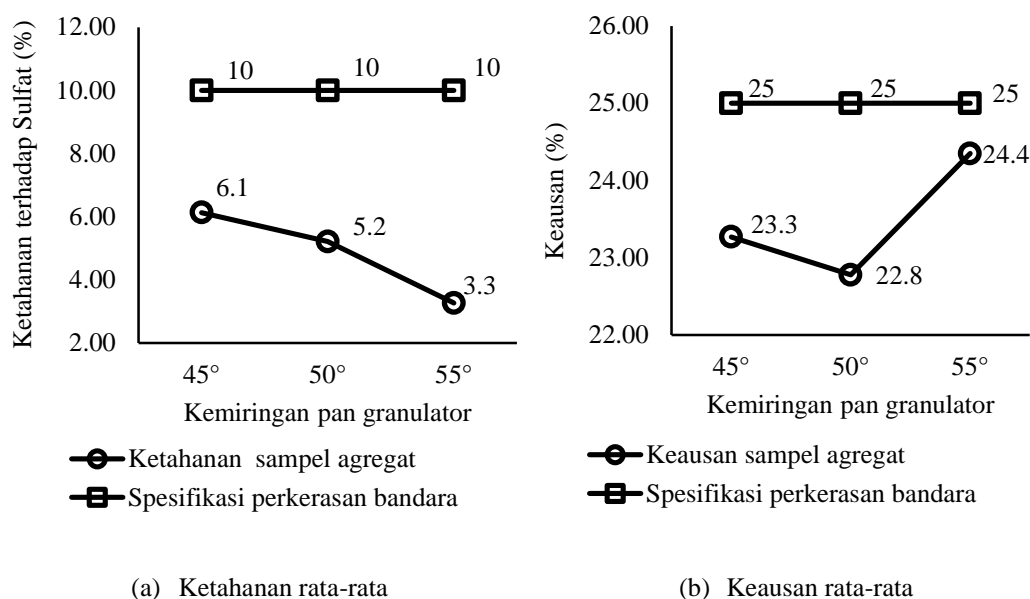 Ketahanan terhadap Sulfat (%)
12.00
10.00
8.00
6.00
4.00
2.00
10
10
10
6.1
5.2
3.3
45°
50°
55°
Kemiringan pan granulator
Ketahanan sampel agregat
Spesifikasi perkerasan bandara
(a) Ketahanan rata-rata
Keausan (%)
26.00
25.00
24.00
23.00
22.00
25
25
25
23.3
22.8
24.4
45°
50°
55°
Kemiringan pan granulator
Keausan sampel agregat
Spesifikasi perkerasan bandara
(b) Keausan rata-rata